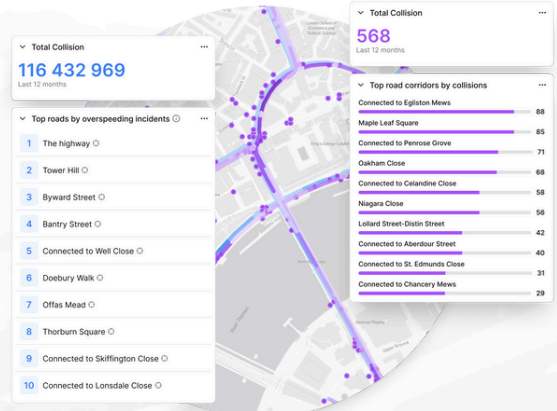 Total Collision
116 432 969
Last 12 months
Top roads by overspeeding incidents
1 The highway
2 Tower Hill
3 Byward Street
4 Bantry Street
5 Connected to Well Close
6 Doebury Walk
7 Offas Mead
8 Thorburn Square
9 Connected to Skiffington Close
10 Connected to Lonsdale Close
Total Collision
568
Last 12 months
Top road corridors by collisions
Connected to Egliston Mews
88
Maple Leaf Square
85
Connected to Penrose Grove
71
Oakham Close
68
Connected to Celandine Close
58
Niagara Close
56
Lollard Street-Distin Street
42
Connected to Aberdour Street
40
Connected to St. Edmunds Close
31
Connected to Chancery Mews
29